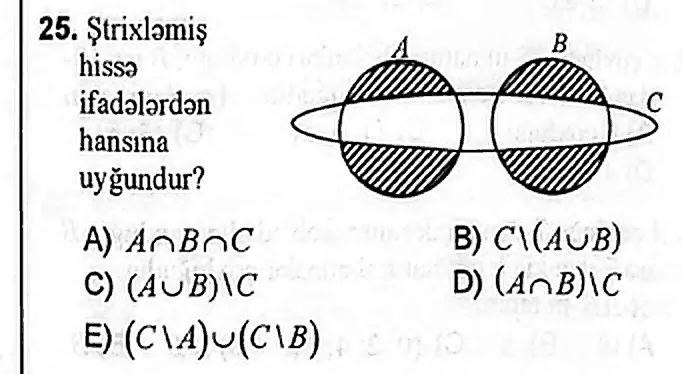 25. Ştrixləmiş
hissə
ifadələrdən
hansına
uyğundur?
A
B
C
A) A∩B∩C
B) C\(A∪B)
C) (A∪B)\C
D) (A∩B)\C
E) (C\A)∪(C\B)